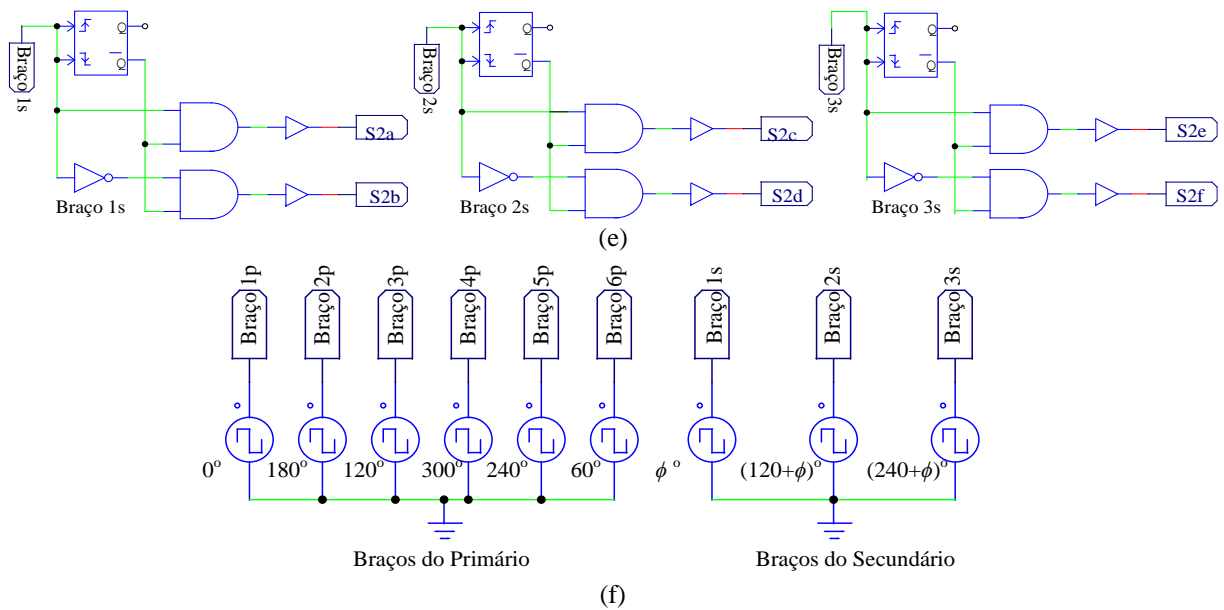 Braço 1s
Q
Q
S2a
S2b
Braço 1s
Braço 2s
Q
Q
S2c
S2d
Braço 2s
Braço 3s
Q
Q
S2e
S2f
Braço 3s
(e)
Braço 1p
Braço 2p
Braço 3p
Braço 4p
Braço 5p
Braço 6p
Braço 1s
Braço 2s
Braço 3s
0º
180º
120º
300º
240º
60º
ϕ º
(120+ϕ)º
(240+ϕ)º
Braços do Primário
Braços do Secundário
(f)